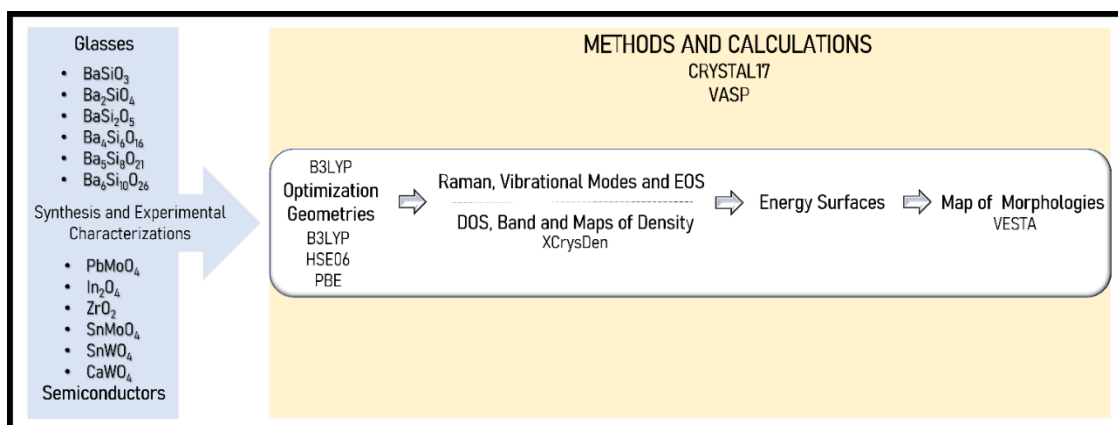 Glasses
• BaSiO₃
• Ba₂SiO₄
• BaSi₂O₅
• Ba₄Si₆O₁₆
• Ba₅Si₈O₂₁
• Ba₆Si₁₀O₂₆
Synthesis and Experimental
Characterizations
• PbMoO₄
• In₂O₄
• ZrO₂
• SnMoO₄
• SnWO₄
• CaWO₄
Semiconductors
METHODS AND CALCULATIONS
CRYSTAL17
VASP
B3LYP
Optimization
Geometries
B3LYP
HSE06
PBE
Raman, Vibrational Modes and EOS
DOS, Band and Maps of Density
XCrysDen
Energy Surfaces
Map of Morphologies
VESTA